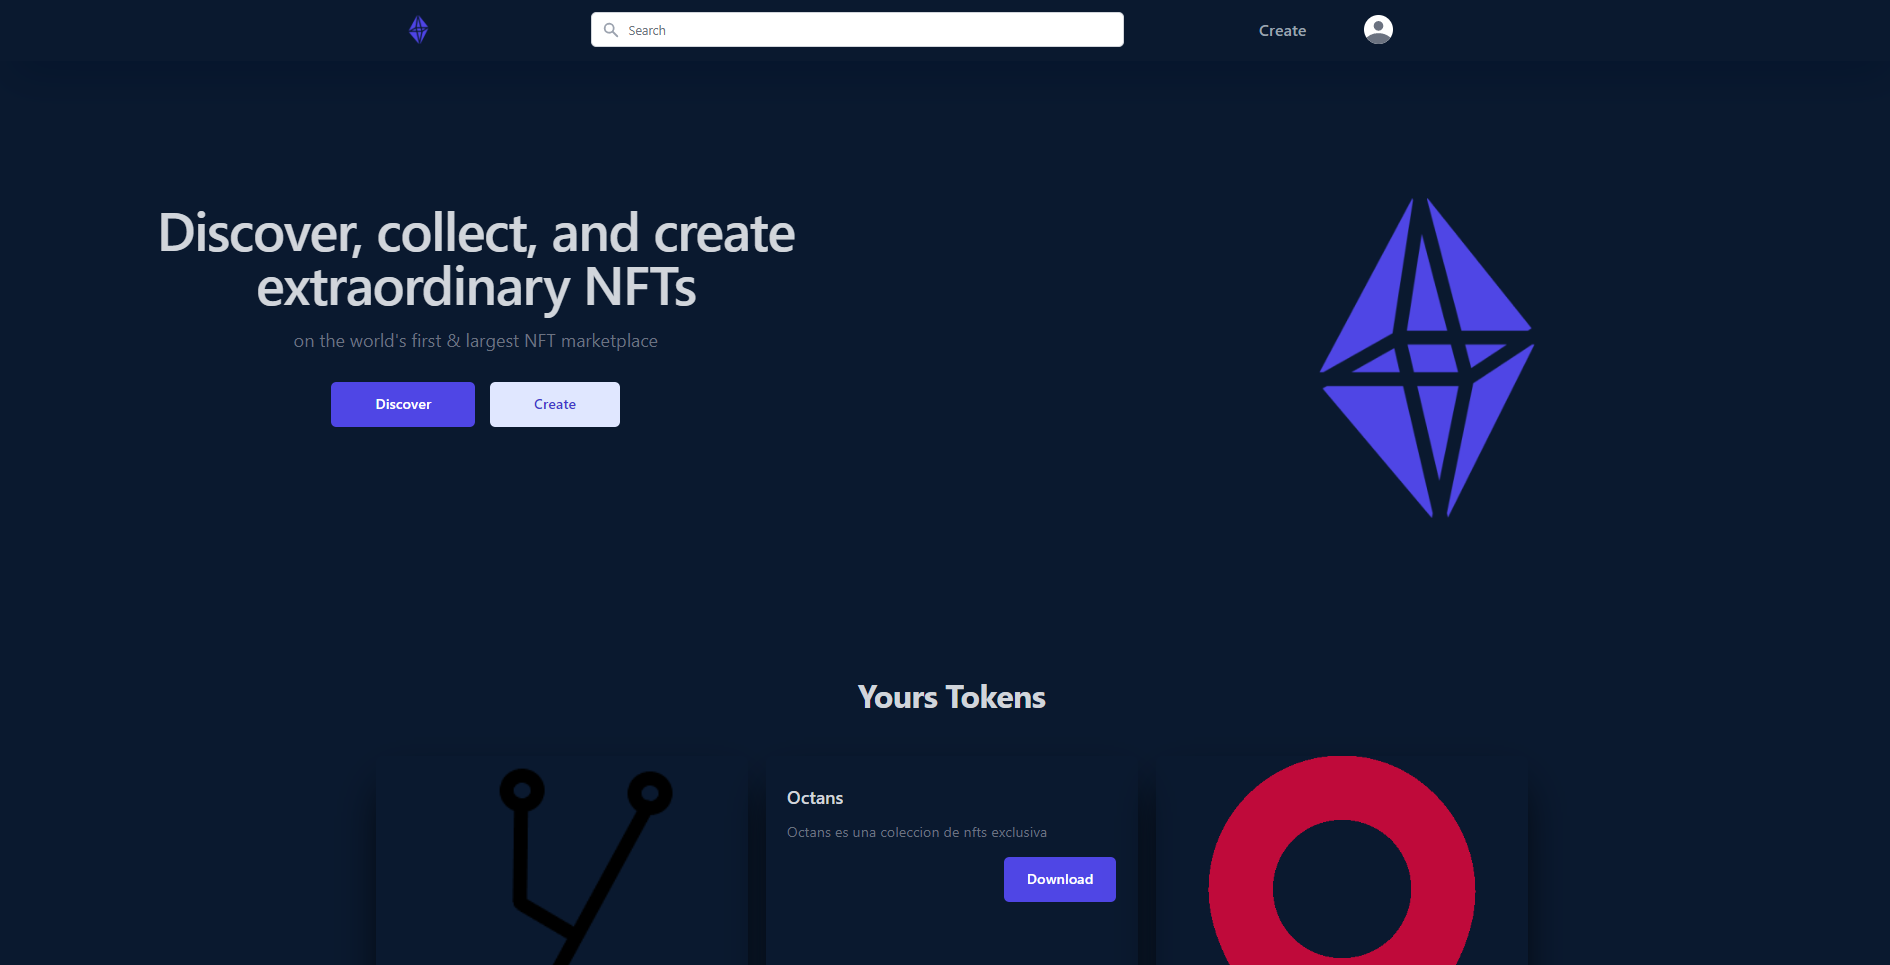 Search
Create
Discover, collect, and create
extraordinary NFTs
on the world's first & largest NFT marketplace
Discover
Create
Yours Tokens
Octans
Octans es una coleccion de nfts exclusiva
Download